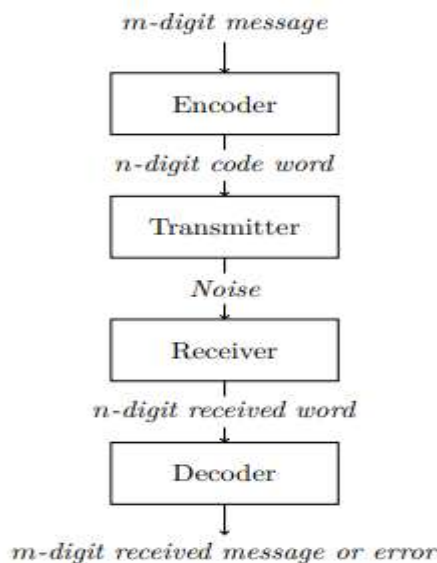 m-digit message
Encoder
n-digit code word
Transmitter
Noise
Receiver
n-digit received word
Decoder
m-digit received message or error